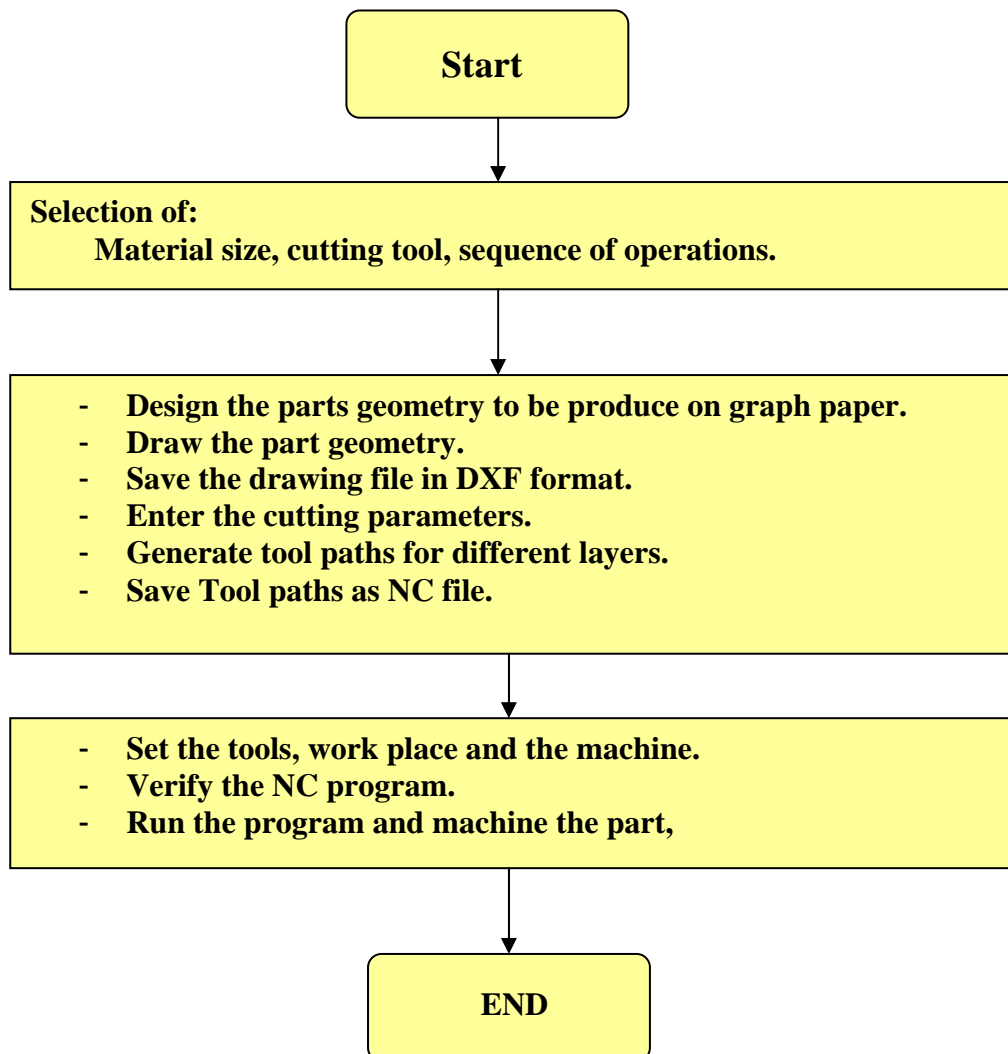 Start
Selection of:
Material size, cutting tool, sequence of operations.
- Design the parts geometry to be produce on graph paper.
- Draw the part geometry.
- Save the drawing file in DXF format.
- Enter the cutting parameters.
- Generate tool paths for different layers.
- Save Tool paths as NC file.
- Set the tools, work place and the machine.
- Verify the NC program.
- Run the program and machine the part,
END